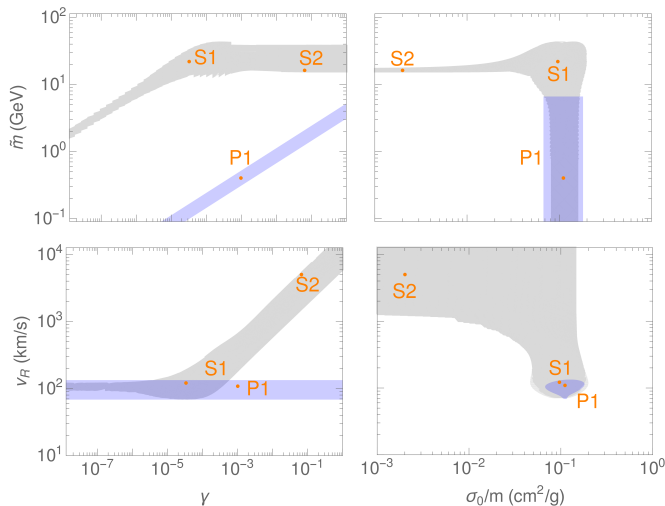 10²
S1
S2
S2
S1
10¹
m̃ (GeV)
10⁰
P1
P1
10⁻¹
10⁴
S2
S2
v_R (km/s)
10³
10²
S1
P1
S1
P1
10¹
10⁻⁷
10⁻⁵
10⁻³
10⁻¹
10⁻³
10⁻²
10⁻¹
10⁰
γ
σ₀/m (cm²/g)